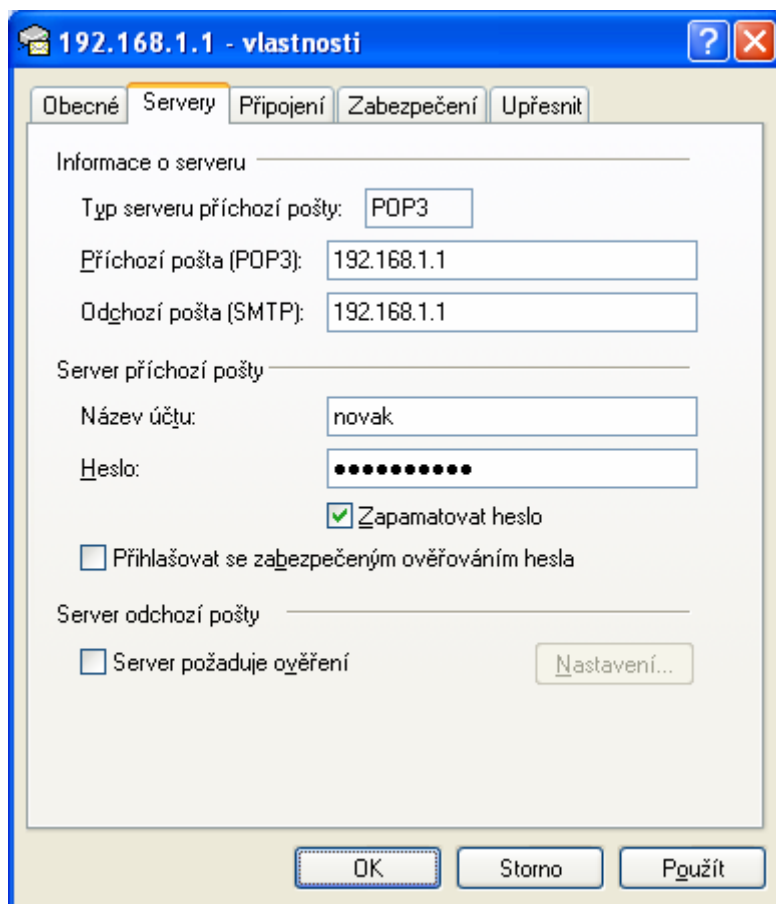 192.168.1.1 - vlastnosti
Obecné Servery Připojení Zabezpečení Upřesnit
Informace o serveru
Typ serveru příchozí pošty: POP3
Příchozí pošta (POP3): 192.168.1.1
Odchozí pošta (SMTP): 192.168.1.1
Server příchozí pošty
Název účtu: novak
Heslo: ●●●●●●●●●●
Zapamatovat heslo
Přihlašovat se zabezpečeným ověřováním hesla
Server odchozí pošty
Server požaduje ověření Nastavení...
OK Storno Použít